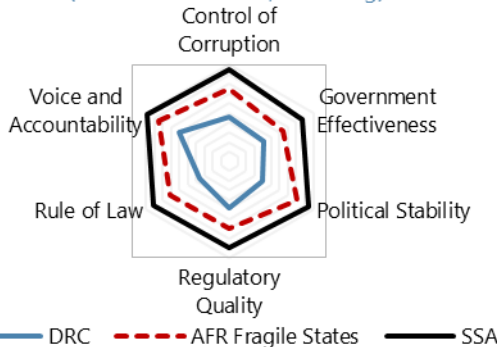 Control of
Corruption
Voice and
Accountability
Government
Effectiveness
Rule of Law
Political Stability
Regulatory
Quality
DRC
AFR Fragile States
SSA